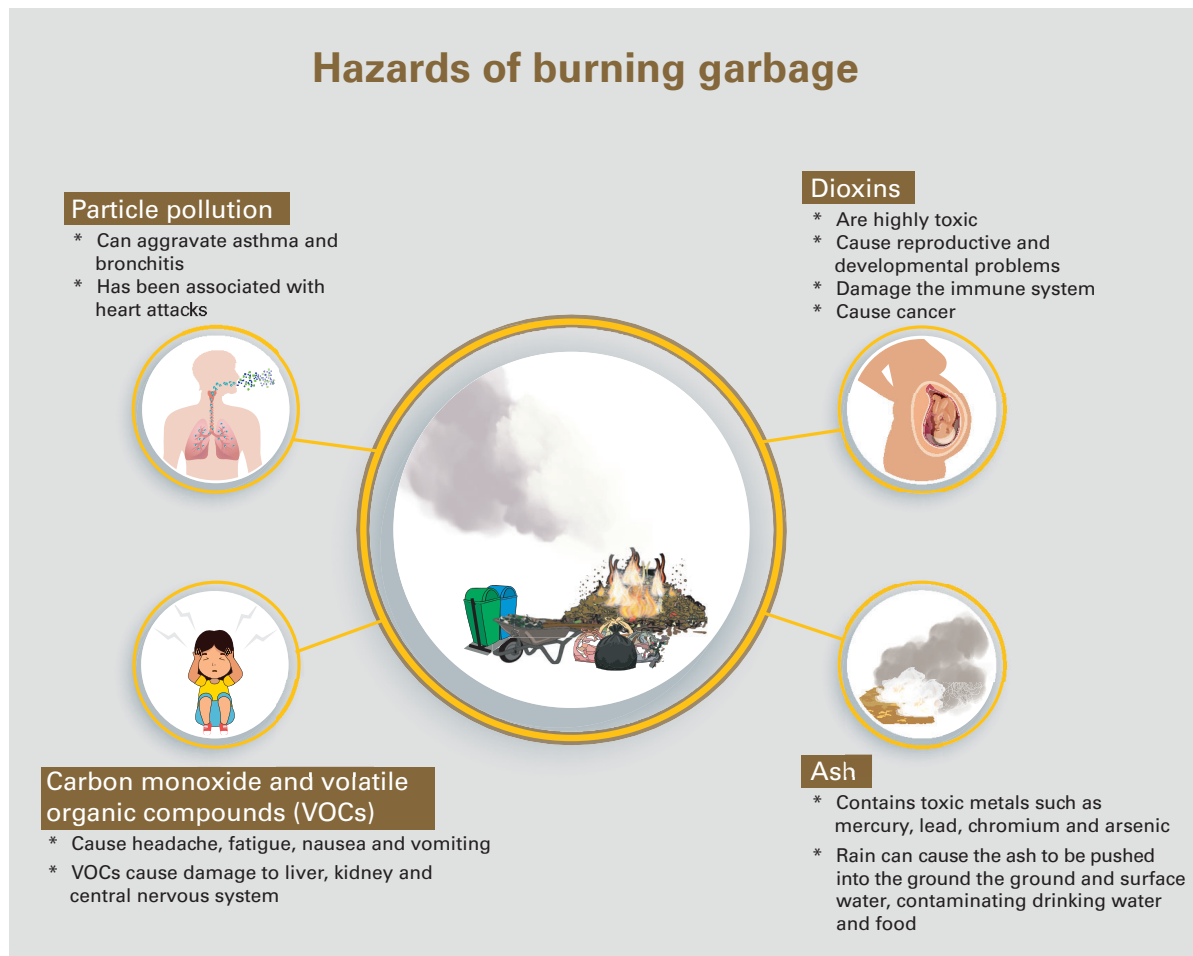 Hazards of burning garbage
Particle pollution
* Can aggravate asthma and
bronchitis
* Has been associated with
heart attacks
Dioxins
* Are highly toxic
* Cause reproductive and
developmental problems
* Damage the immune system
* Cause cancer
Carbon monoxide and volatile
organic compounds (VOCs)
* Cause headache, fatigue, nausea and vomiting
* VOCs cause damage to liver, kidney and
central nervous system
Ash
* Contains toxic metals such as
mercury, lead, chromium and arsenic
* Rain can cause the ash to be pushed
into the ground the ground and surface
water, contaminating drinking water
and food